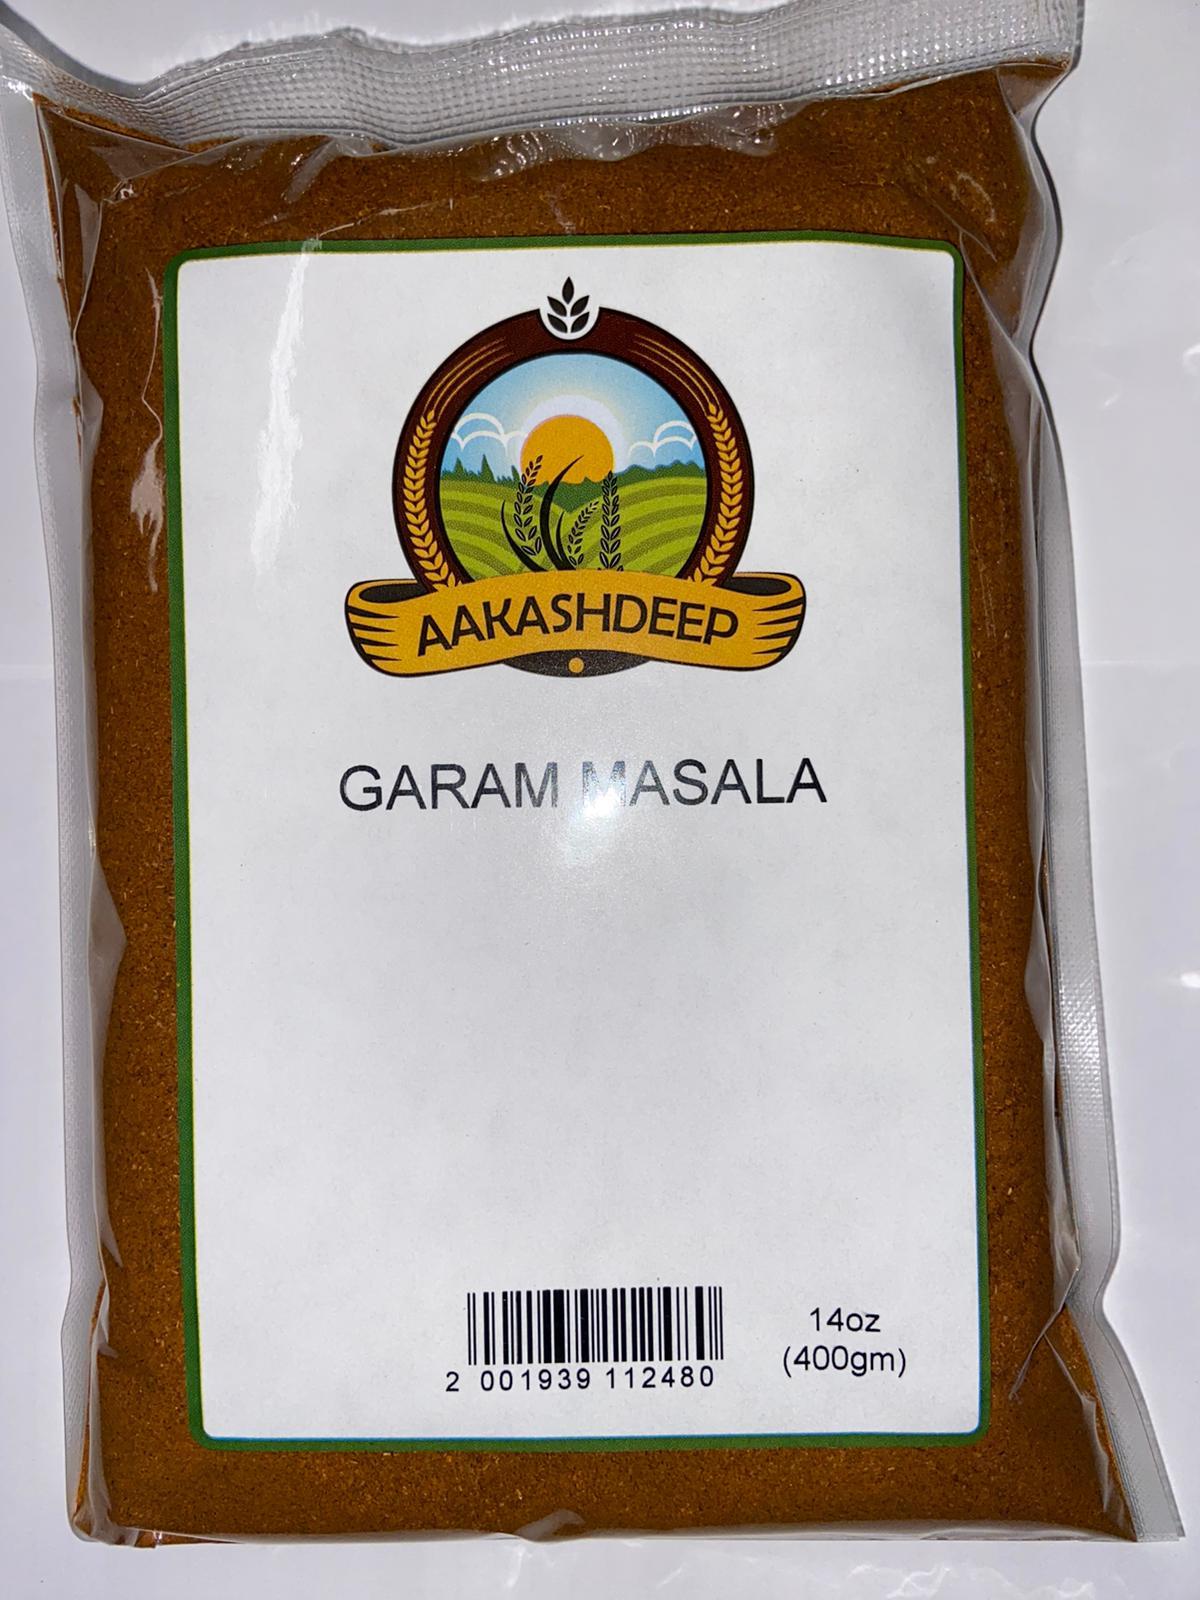 AAKASHDEEP
GARAM MASALA
2 001939 112480
14oz
(400gm)